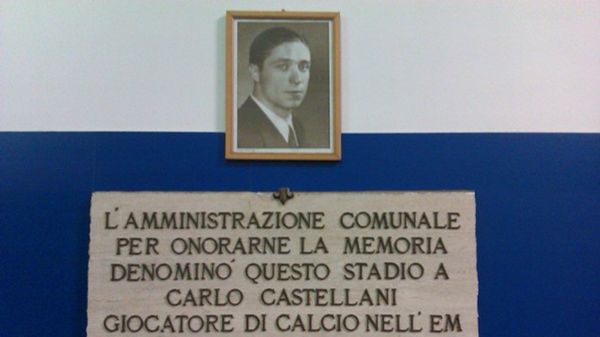 L'AMMINISTRAZIONE COMUNALE
PER ONORARNE LA MEMORIA
DENOMINO' QUESTO STADIO A
CARLO CASTELLANI
GIOCATORE DI CALCIO NELL' EM